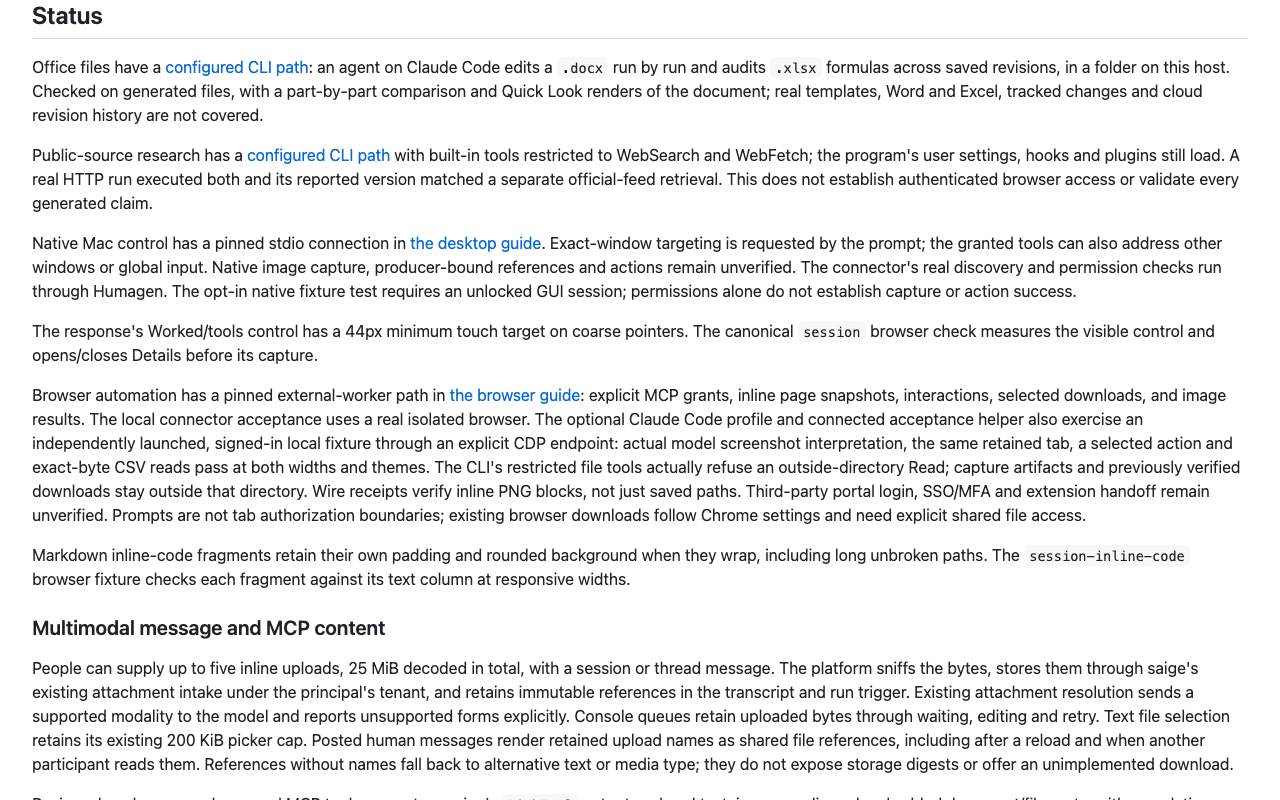 Status
Office files have a configured CLI path: an agent on Claude Code edits a .docx run by run and audits .xlsx formulas across saved revisions, in a folder on this host.
Checked on generated files, with a part-by-part comparison and Quick Look renders of the document; real templates, Word and Excel, tracked changes and cloud
revision history are not covered.
Public-source research has a configured CLI path with built-in tools restricted to WebSearch and WebFetch; the program's user settings, hooks and plugins still load. A
real HTTP run executed both and its reported version matched a separate official-feed retrieval. This does not establish authenticated browser access or validate every
generated claim.
Native Mac control has a pinned stdio connection in the desktop guide. Exact-window targeting is requested by the prompt; the granted tools can also address other
windows or global input. Native image capture, producer-bound references and actions remain unverified. The connector's real discovery and permission checks run
through Humagen. The opt-in native fixture test requires an unlocked GUI session; permissions alone do not establish capture or action success.
The response's Worked/tools control has a 44px minimum touch target on coarse pointers. The canonical session browser check measures the visible control and
opens/closes Details before its capture.
Browser automation has a pinned external-worker path in the browser guide: explicit MCP grants, inline page snapshots, interactions, selected downloads, and image
results. The local connector acceptance uses a real isolated browser. The optional Claude Code profile and connected acceptance helper also exercise an
independently launched, signed-in local fixture through an explicit CDP endpoint: actual model screenshot interpretation, the same retained tab, a selected action and
exact-byte CSV reads pass at both widths and themes. The CLI's restricted file tools actually refuse an outside-directory Read; capture artifacts and previously verified
downloads stay outside that directory. Wire receipts verify inline PNG blocks, not just saved paths. Third-party portal login, SSO/MFA and extension handoff remain
unverified. Prompts are not tab authorization boundaries; existing browser downloads follow Chrome settings and need explicit shared file access.
Markdown inline-code fragments retain their own padding and rounded background when they wrap, including long unbroken paths. The session-inline-code
browser fixture checks each fragment against its text column at responsive widths.
Multimodal message and MCP content
People can supply up to five inline uploads, 25 MiB decoded in total, with a session or thread message. The platform sniffs the bytes, stores them through saige's
existing attachment intake under the principal's tenant, and retains immutable references in the transcript and run trigger. Existing attachment resolution sends a
supported modality to the model and reports unsupported forms explicitly. Console queues retain uploaded bytes through waiting, editing and retry. Text file selection
retains its existing 200 KiB picker cap. Posted human messages render retained upload names as shared file references, including after a reload and when another
participant reads them. References without names fall back to alternative text or media type; they do not expose storage digests or offer an unimplemented download.